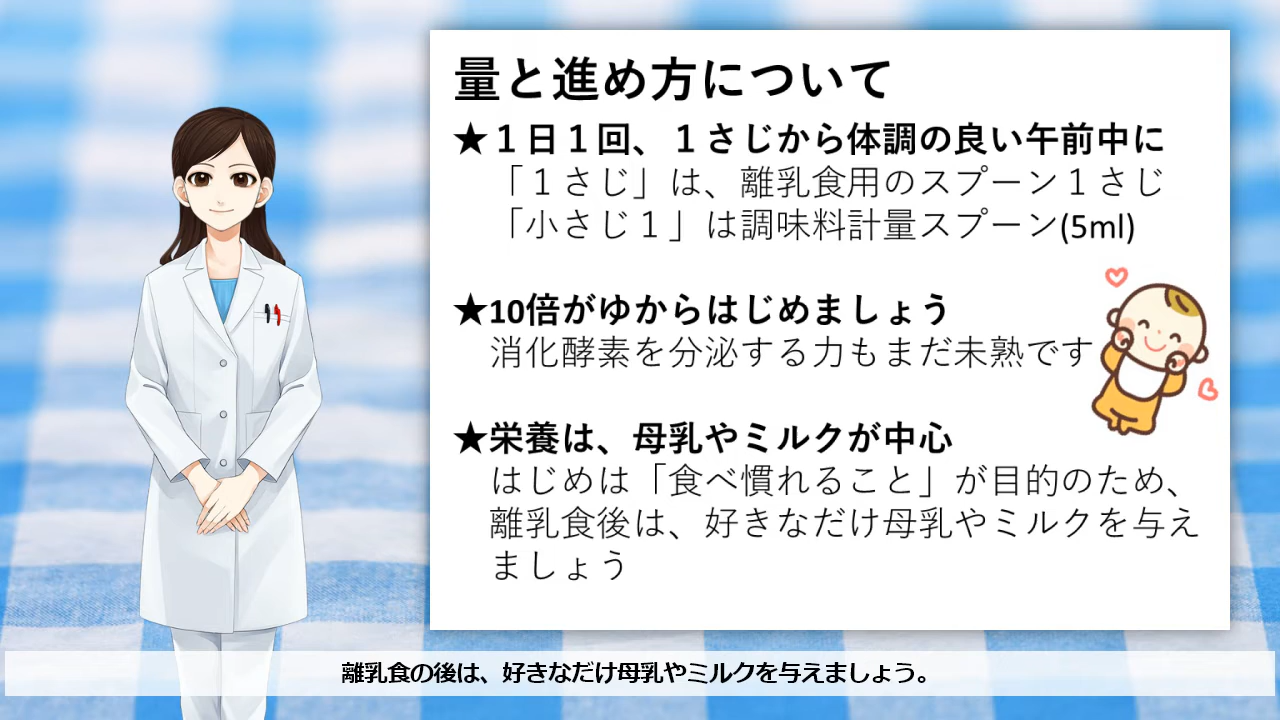 量と進め方について
★１日１回、１さじから体調の良い午前中に
「１さじ」は、離乳食用のスプーン１さじ
「小さじ１」は調味料計量スプーン(5ml)
★10倍がゆからはじめましょう
消化酵素を分泌する力もまだ未熟です
★栄養は、母乳やミルクが中心
はじめは「食べ慣れること」が目的のため、
離乳食後は、好きなだけ母乳やミルクを与え
ましょう
離乳食の後は、好きなだけ母乳やミルクを与えましょう。